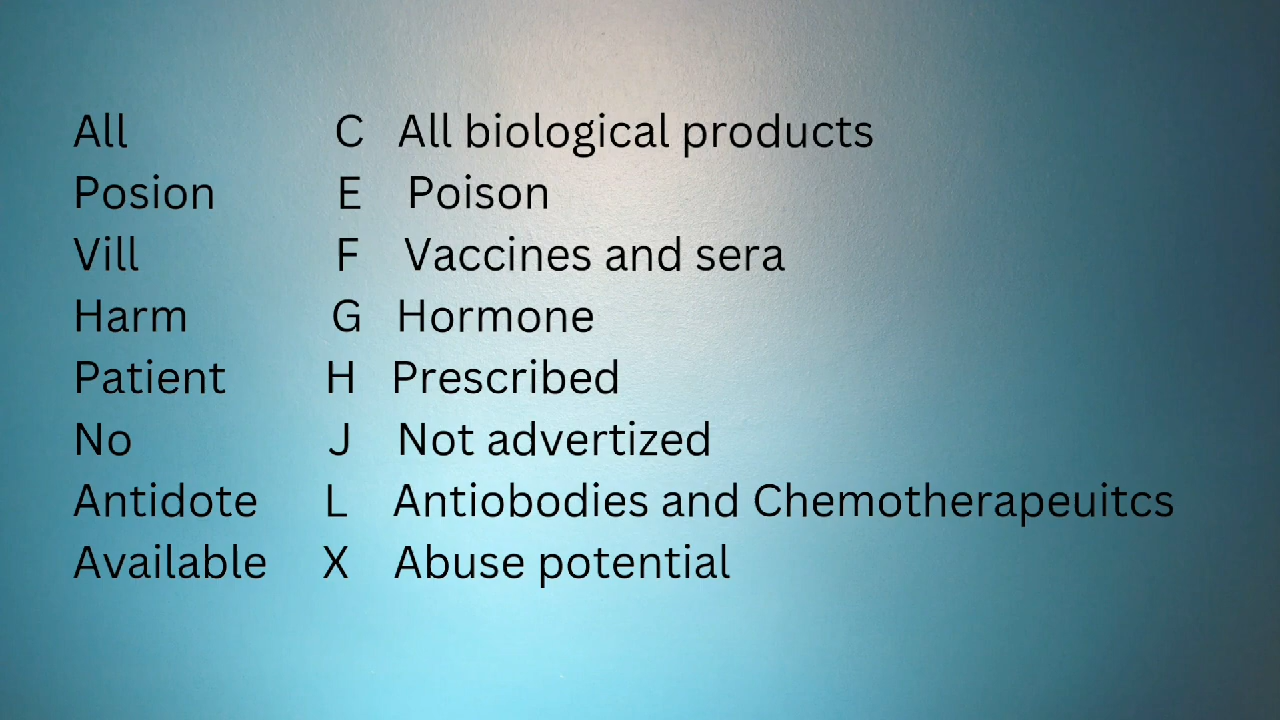 All C All biological products
Posion E Poison
Vill F Vaccines and sera
Harm G Hormone
Patient H Prescribed
No J Not advertized
Antidote L Antiobodies and Chemotherapeuitcs
Available X Abuse potential